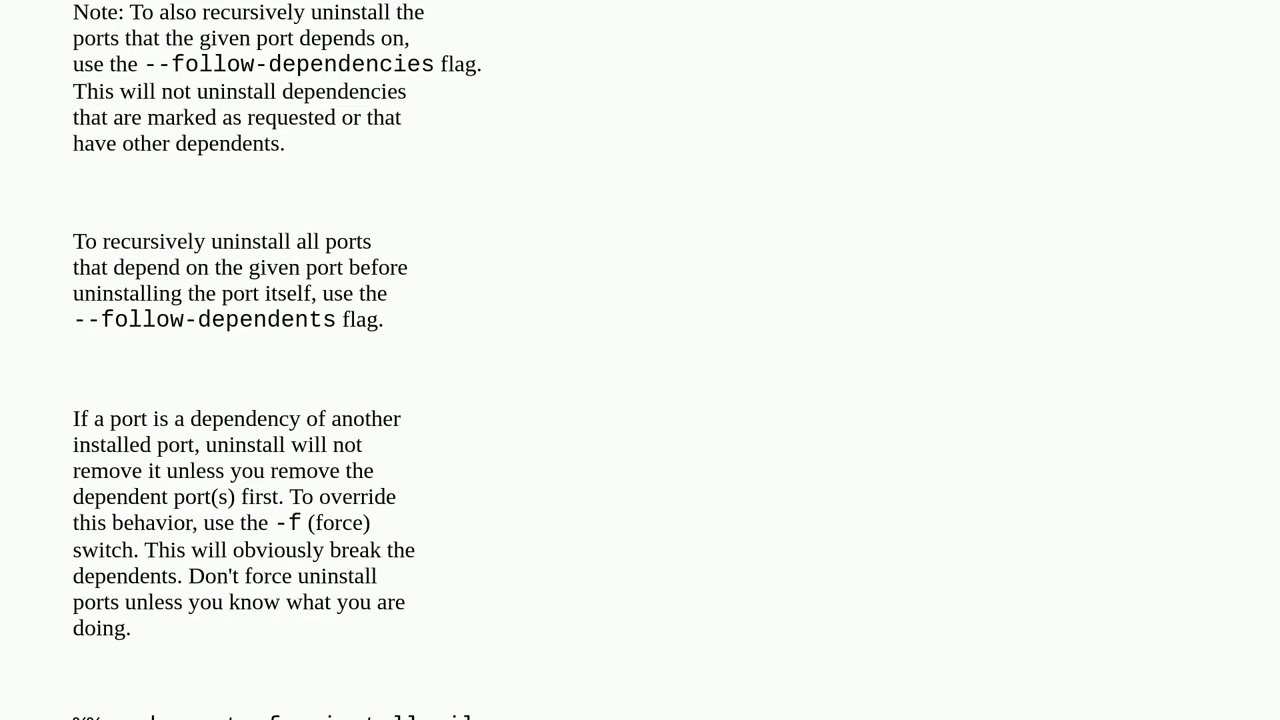 Note: To also recursively uninstall the
ports that the given port depends on,
use the --follow-dependencies flag.
This will not uninstall dependencies
that are marked as requested or that
have other dependents.
To recursively uninstall all ports
that depend on the given port before
uninstalling the port itself, use the
--follow-dependents flag.
If a port is a dependency of another
installed port, uninstall will not
remove it unless you remove the
dependent port(s) first. To override
this behavior, use the -f (force)
switch. This will obviously break the
dependents. Don't force uninstall
ports unless you know what you are
doing.